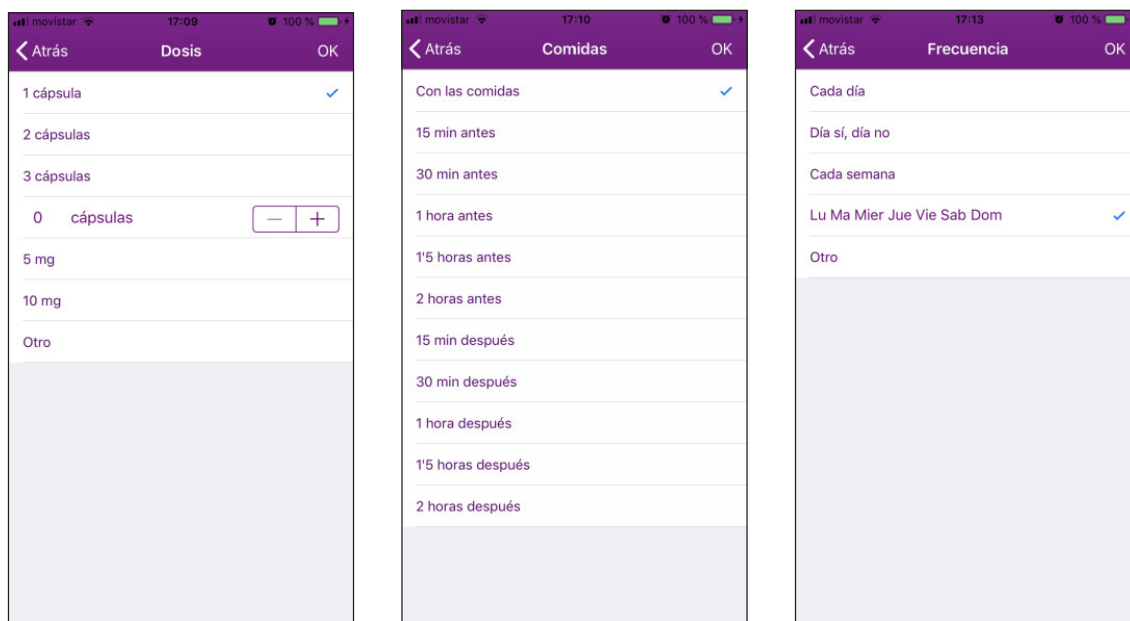 movistar 17:09 100 %
Atrás Dosis OK
1 cápsula
2 cápsulas
3 cápsulas
0 cápsulas − +
5 mg
10 mg
Otro
movistar 17:10 100 %
Atrás Comidas OK
Con las comidas
15 min antes
30 min antes
1 hora antes
1'5 horas antes
2 horas antes
15 min después
30 min después
1 hora después
1'5 horas después
2 horas después
movistar 17:13 100 %
Atrás Frecuencia OK
Cada día
Día sí, día no
Cada semana
Lu Ma Mier Jue Vie Sab Dom
Otro